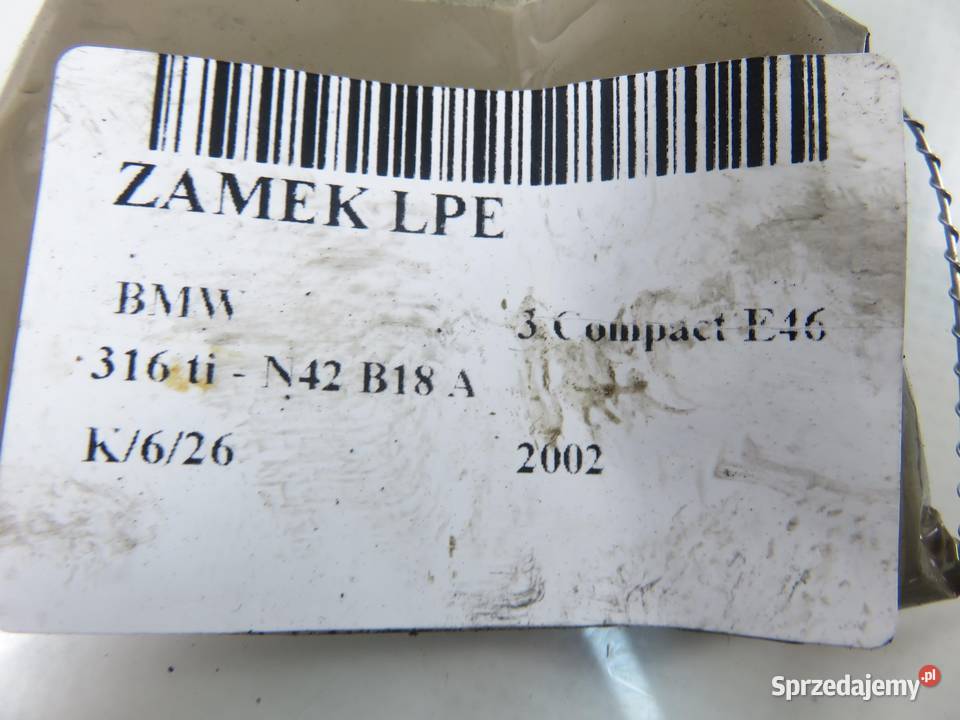 ZAMEK LPE
BMW 3 Compact E46
316 ti - N42 B18 A
K/6/26 2002
Sprzedajemy.pl